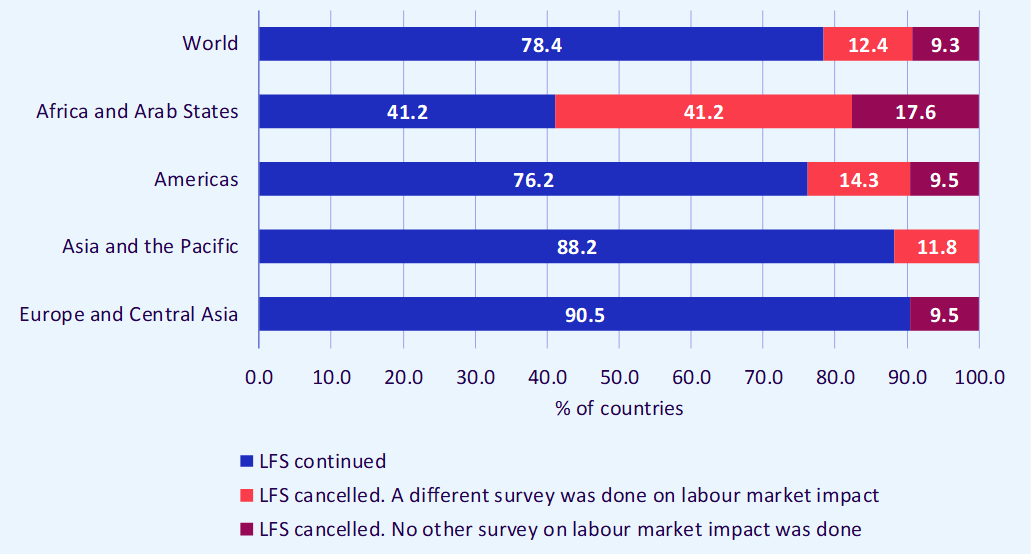 World 78.4 12.4 9.3
Africa and Arab States 41.2 41.2 17.6
Americas 76.2 14.3 9.5
Asia and the Pacific 88.2 11.8
Europe and Central Asia 90.5 9.5
0.0 10.0 20.0 30.0 40.0 50.0 60.0 70.0 80.0 90.0 100.0
% of countries
LFS continued
LFS cancelled. A different survey was done on labour market impact
LFS cancelled. No other survey on labour market impact was done